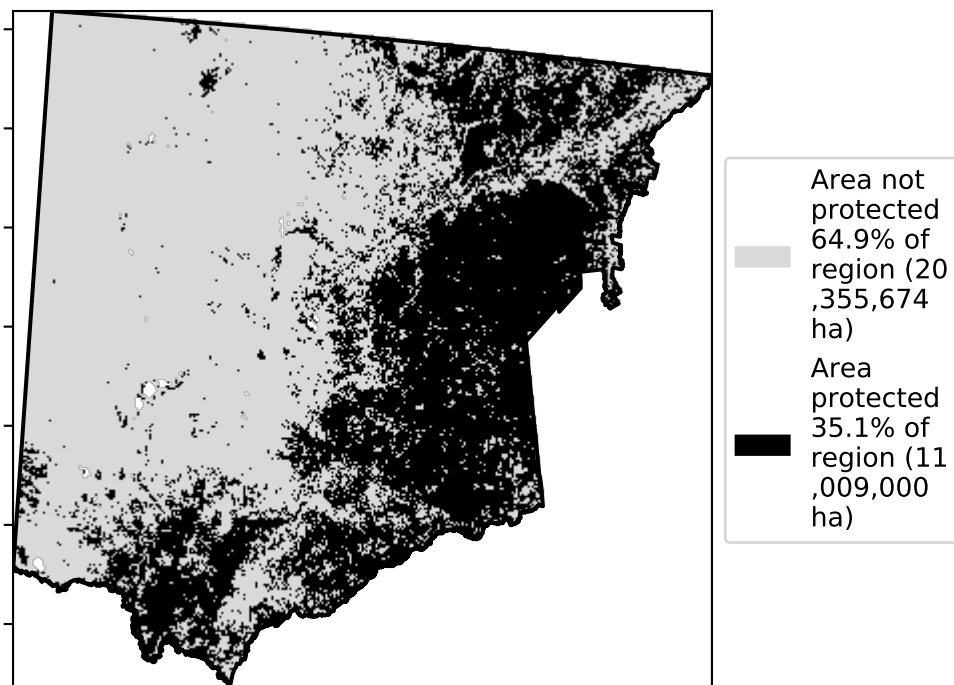 Area not
protected
64.9% of
region (20
,355,674
ha)
Area
protected
35.1% of
region (11
,009,000
ha)